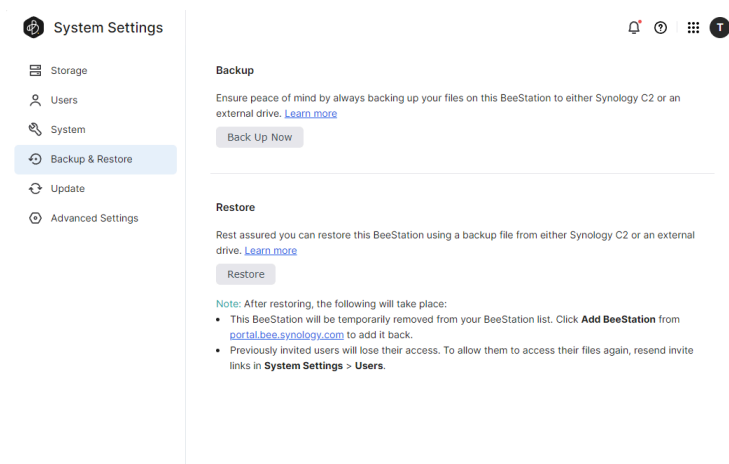 System Settings
T
Storage
Users
System
Backup & Restore
Update
Advanced Settings
Backup
Ensure peace of mind by always backing up your files on this BeeStation to either Synology C2 or an
external drive. Learn more
Back Up Now
Restore
Rest assured you can restore this BeeStation using a backup file from either Synology C2 or an external
drive. Learn more
Restore
Note: After restoring, the following will take place:
• This BeeStation will be temporarily removed from your BeeStation list. Click Add BeeStation from
portal.bee.synology.com to add it back.
• Previously invited users will lose their access. To allow them to access their files again, resend invite
links in System Settings > Users.